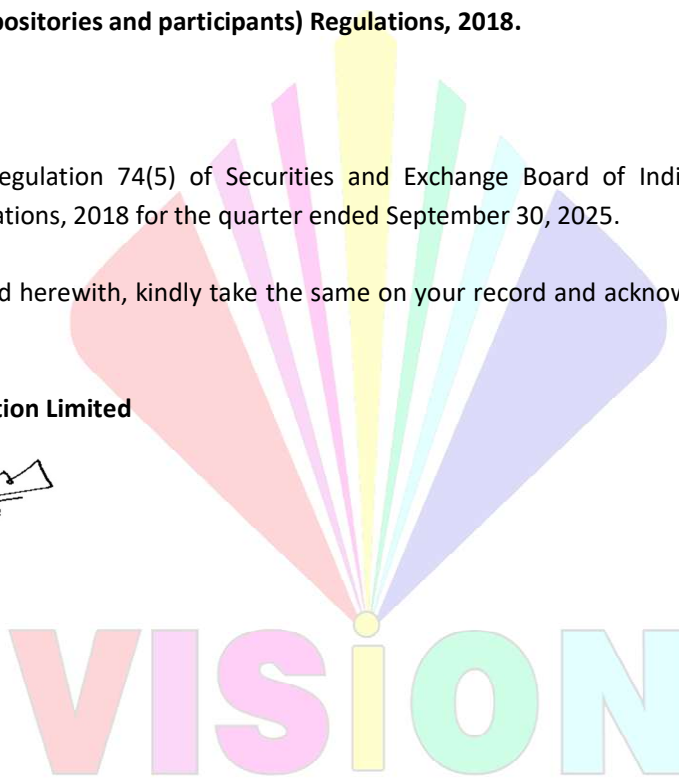 positories and participants) Regulations, 2018.
egulation 74(5) of Securities and Exchange Board of Indi
ations, 2018 for the quarter ended September 30, 2025.
d herewith, kindly take the same on your record and acknow
tion Limited
VISiON